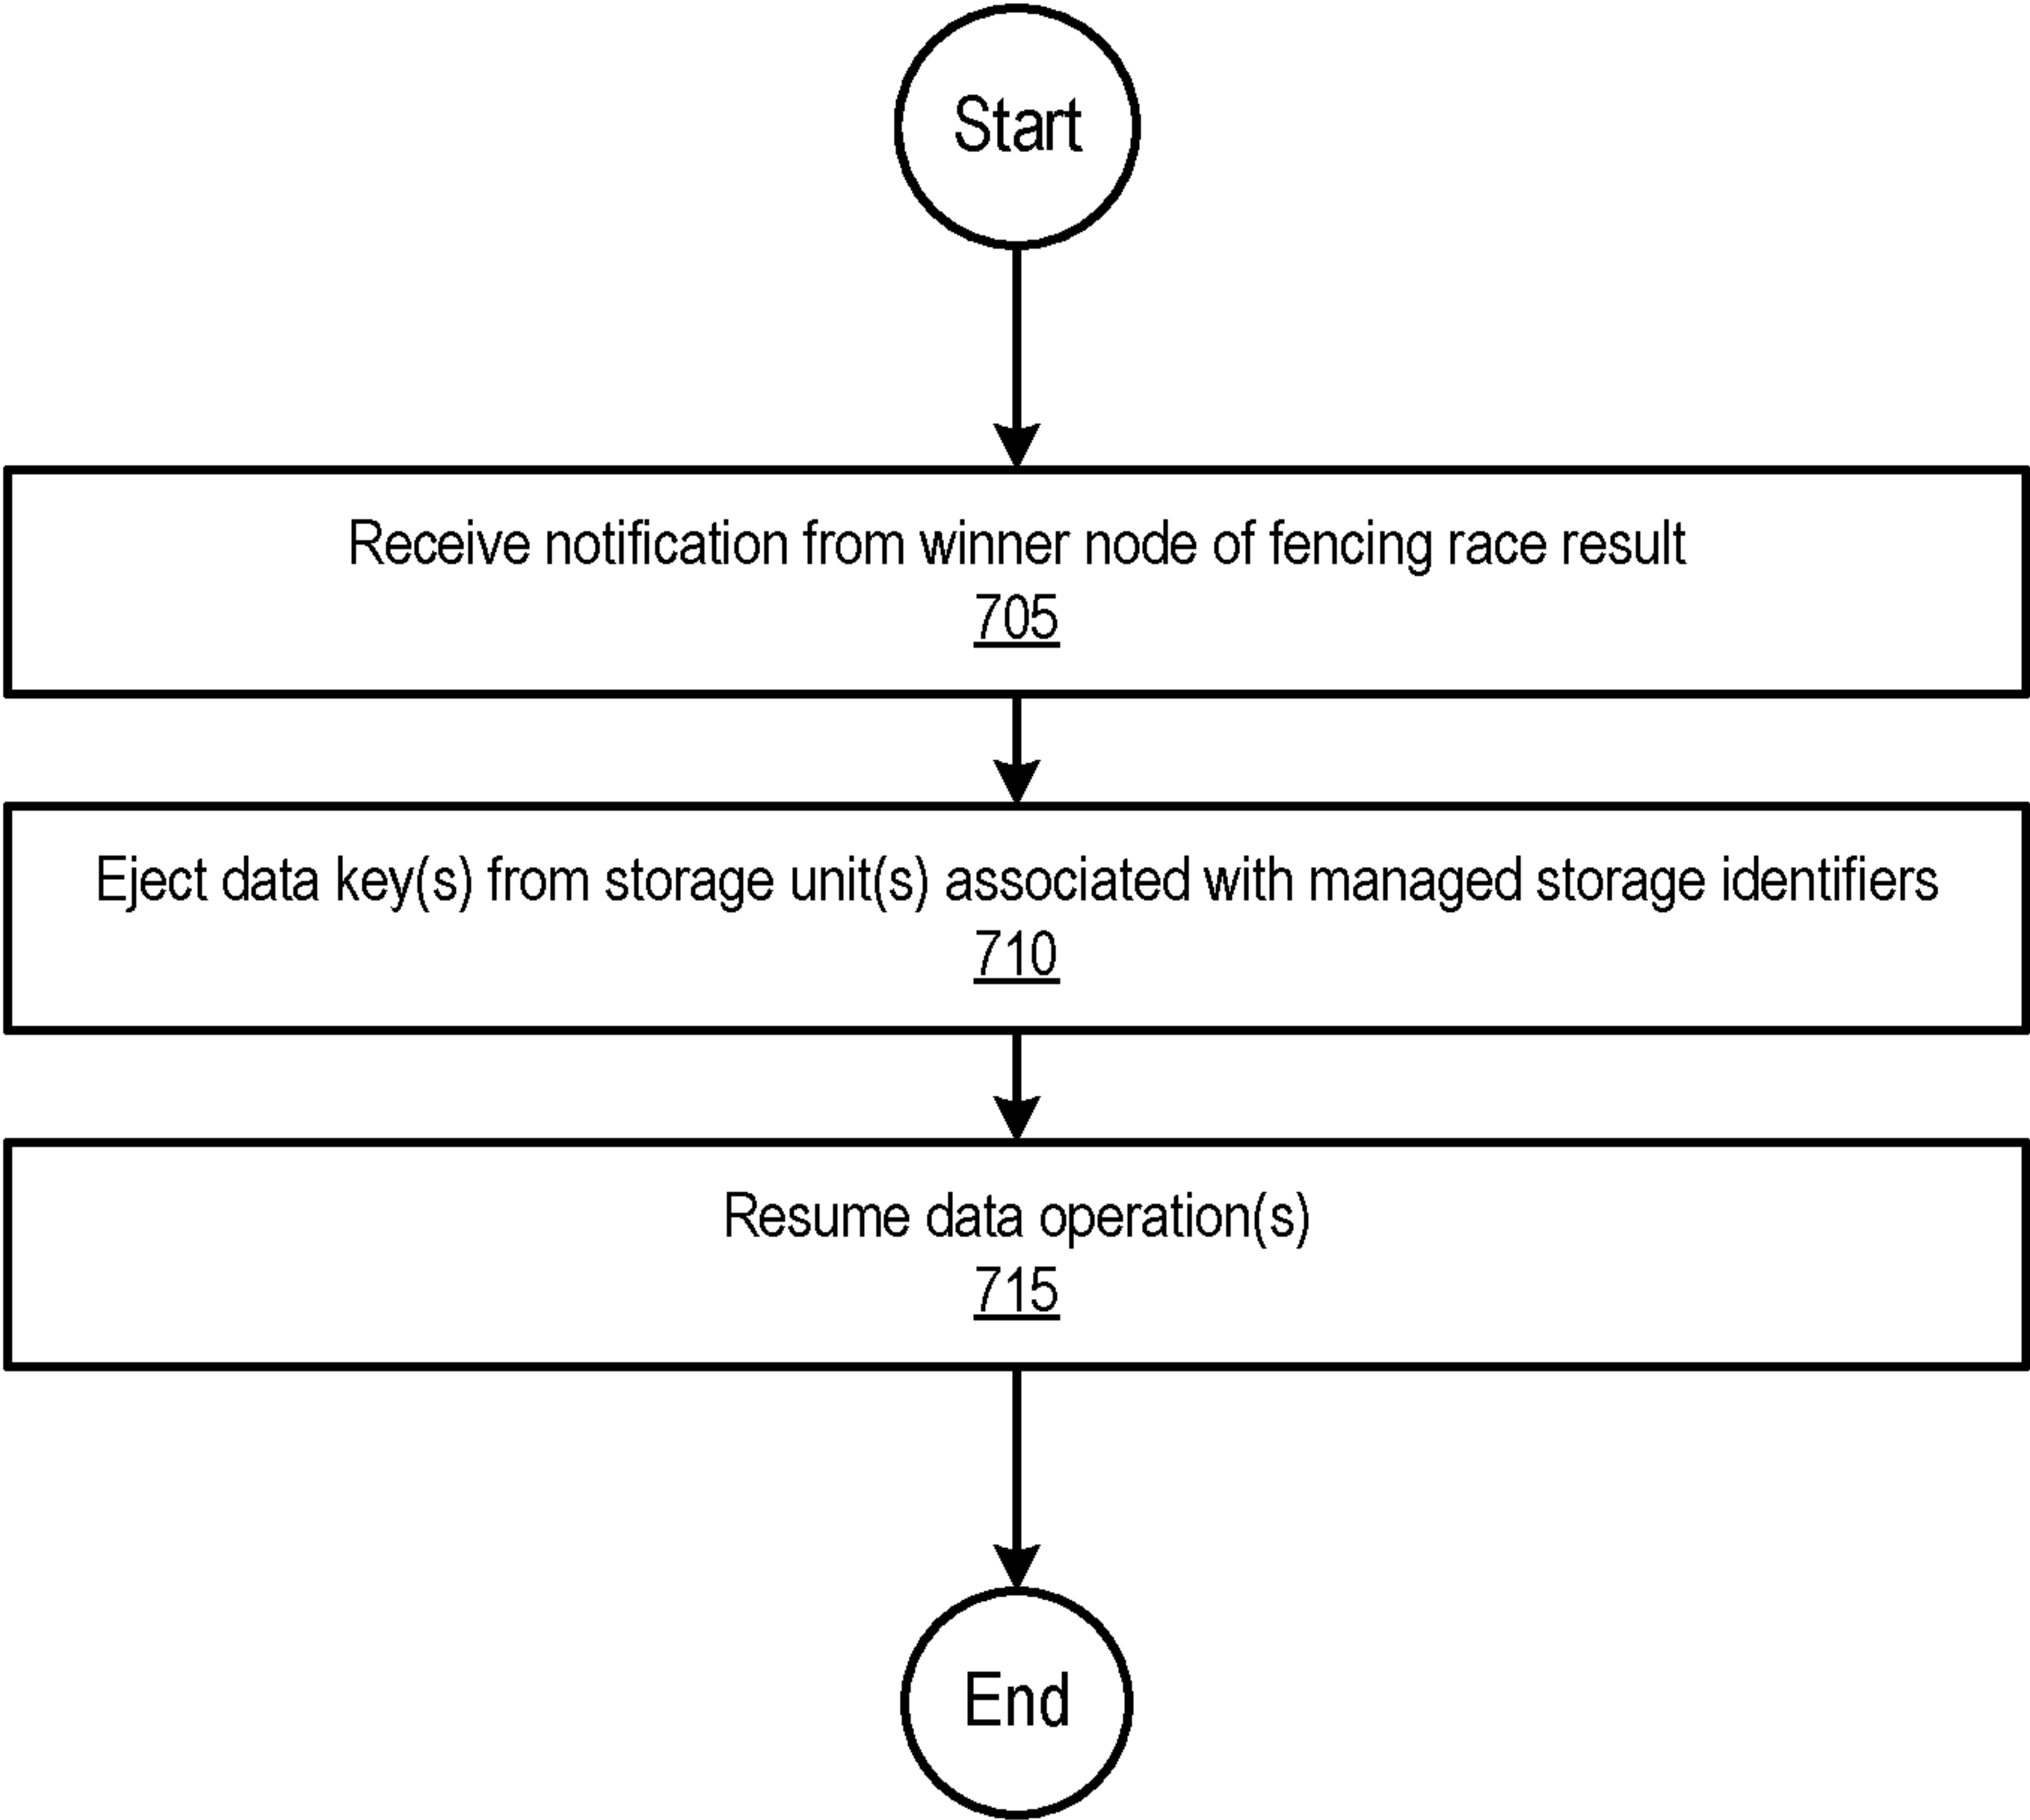 Start
Receive notification from winner node of fencing race result
705
Eject data key(s) from storage unit(s) associated with managed storage identifiers
710
Resume data operation(s)
715
End